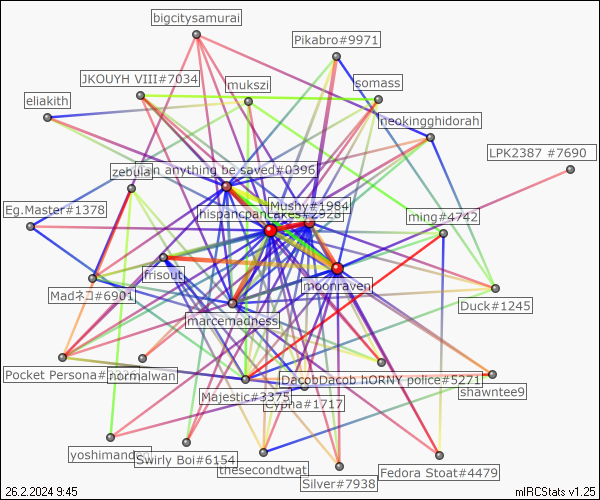 bigcitysamurai
Pikabro#9971
JKOUYH VIII#7034
mukszi
somass
eliakith
neokingghidorah
LPK2387 #7690
zebulai
an anything be saved#0396
Mushy#1984
hispancpancakes#2928
Eg.Master#1378
ming#4742
frisout
moonraven
Madネコ#6901
Duck#1245
marcemadness
Pocket Persona#
normalwan
DacobDacob hORNY police#5271
shawntee9
Majestic#3375
Cypha#1717
yoshimander
Swirly Boi#6154
thesecondtwat
Silver#7938
Fedora Stoat#4479
26.2.2024 9:45
mIRCStats v1.25